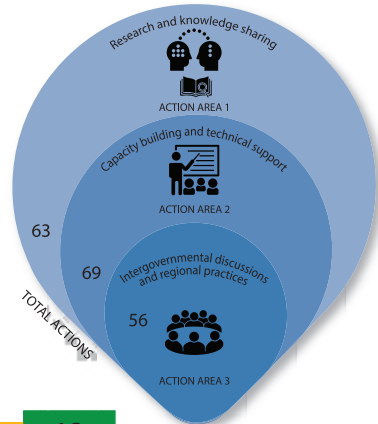 Research and knowledge sharing
ACTION AREA 1
Capacity building and technical support
ACTION AREA 2
63
69
Intergovernmental discussions
and regional practices
56
TOTAL ACTIONS
ACTION AREA 3